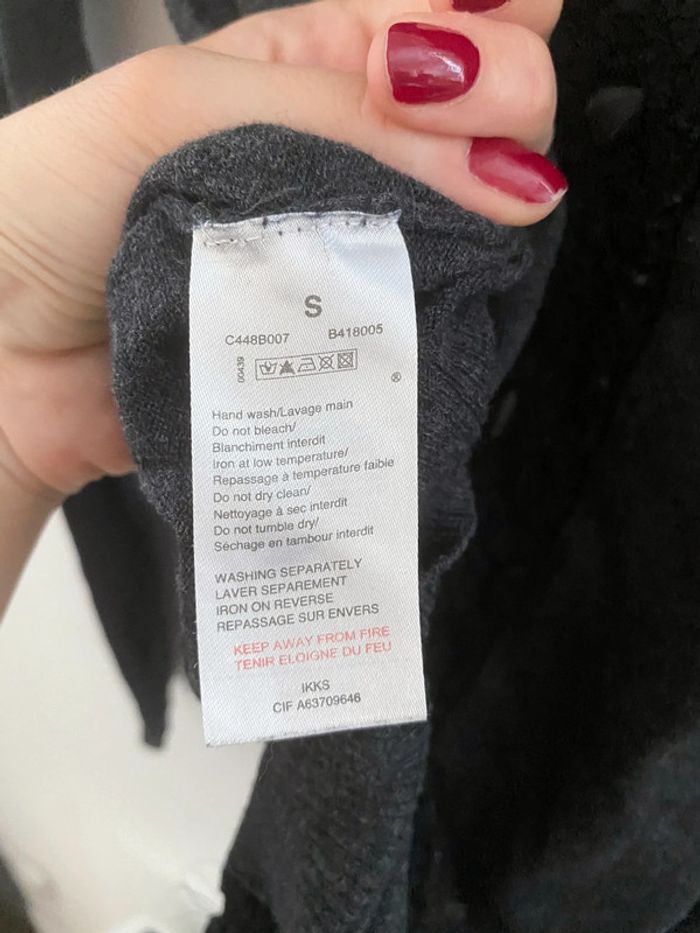 S
C448B007 B418005
00439
®
Hand wash/Lavage main
Do not bleach/
Blanchiment interdit
Iron at low temperature/
Repassage à température faible
Do not dry clean/
Nettoyage à sec interdit
Do not tumble dry/
Séchage en tambour interdit
WASHING SEPARATELY
LAVER SEPAREMENT
IRON ON REVERSE
REPASSAGE SUR ENVERS
KEEP AWAY FROM FIRE
TENIR ELOIGNE DU FEU
IKKS
CIF A63709646